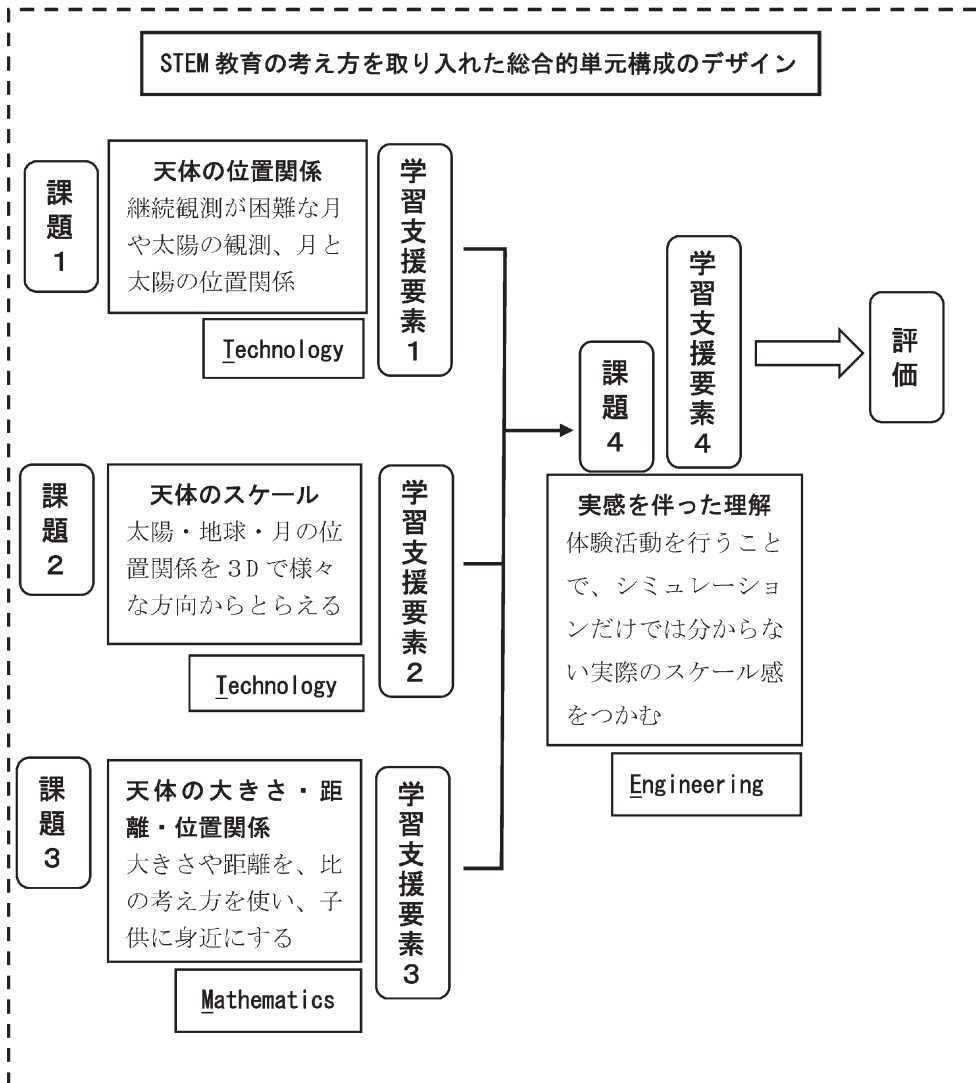 STEM 教育の考え方を取り入れた総合的単元構成のデザイン
課題1
天体の位置関係
継続観測が困難な月
や太陽の観測、月と
太陽の位置関係
Technology
学習支援要素1
課題2
天体のスケール
太陽・地球・月の位
置関係を3Dで様々
な方向からとらえる
Technology
学習支援要素2
課題3
天体の大きさ・距
離・位置関係
大きさや距離を、比
の考え方を使い、子
供に身近にする
Mathematics
学習支援要素3
課題4
学習支援要素4
実感を伴った理解
体験活動を行うこと
で、シミュレーショ
ンだけでは分からな
い実際のスケール感
をつかむ
Engineering
評価